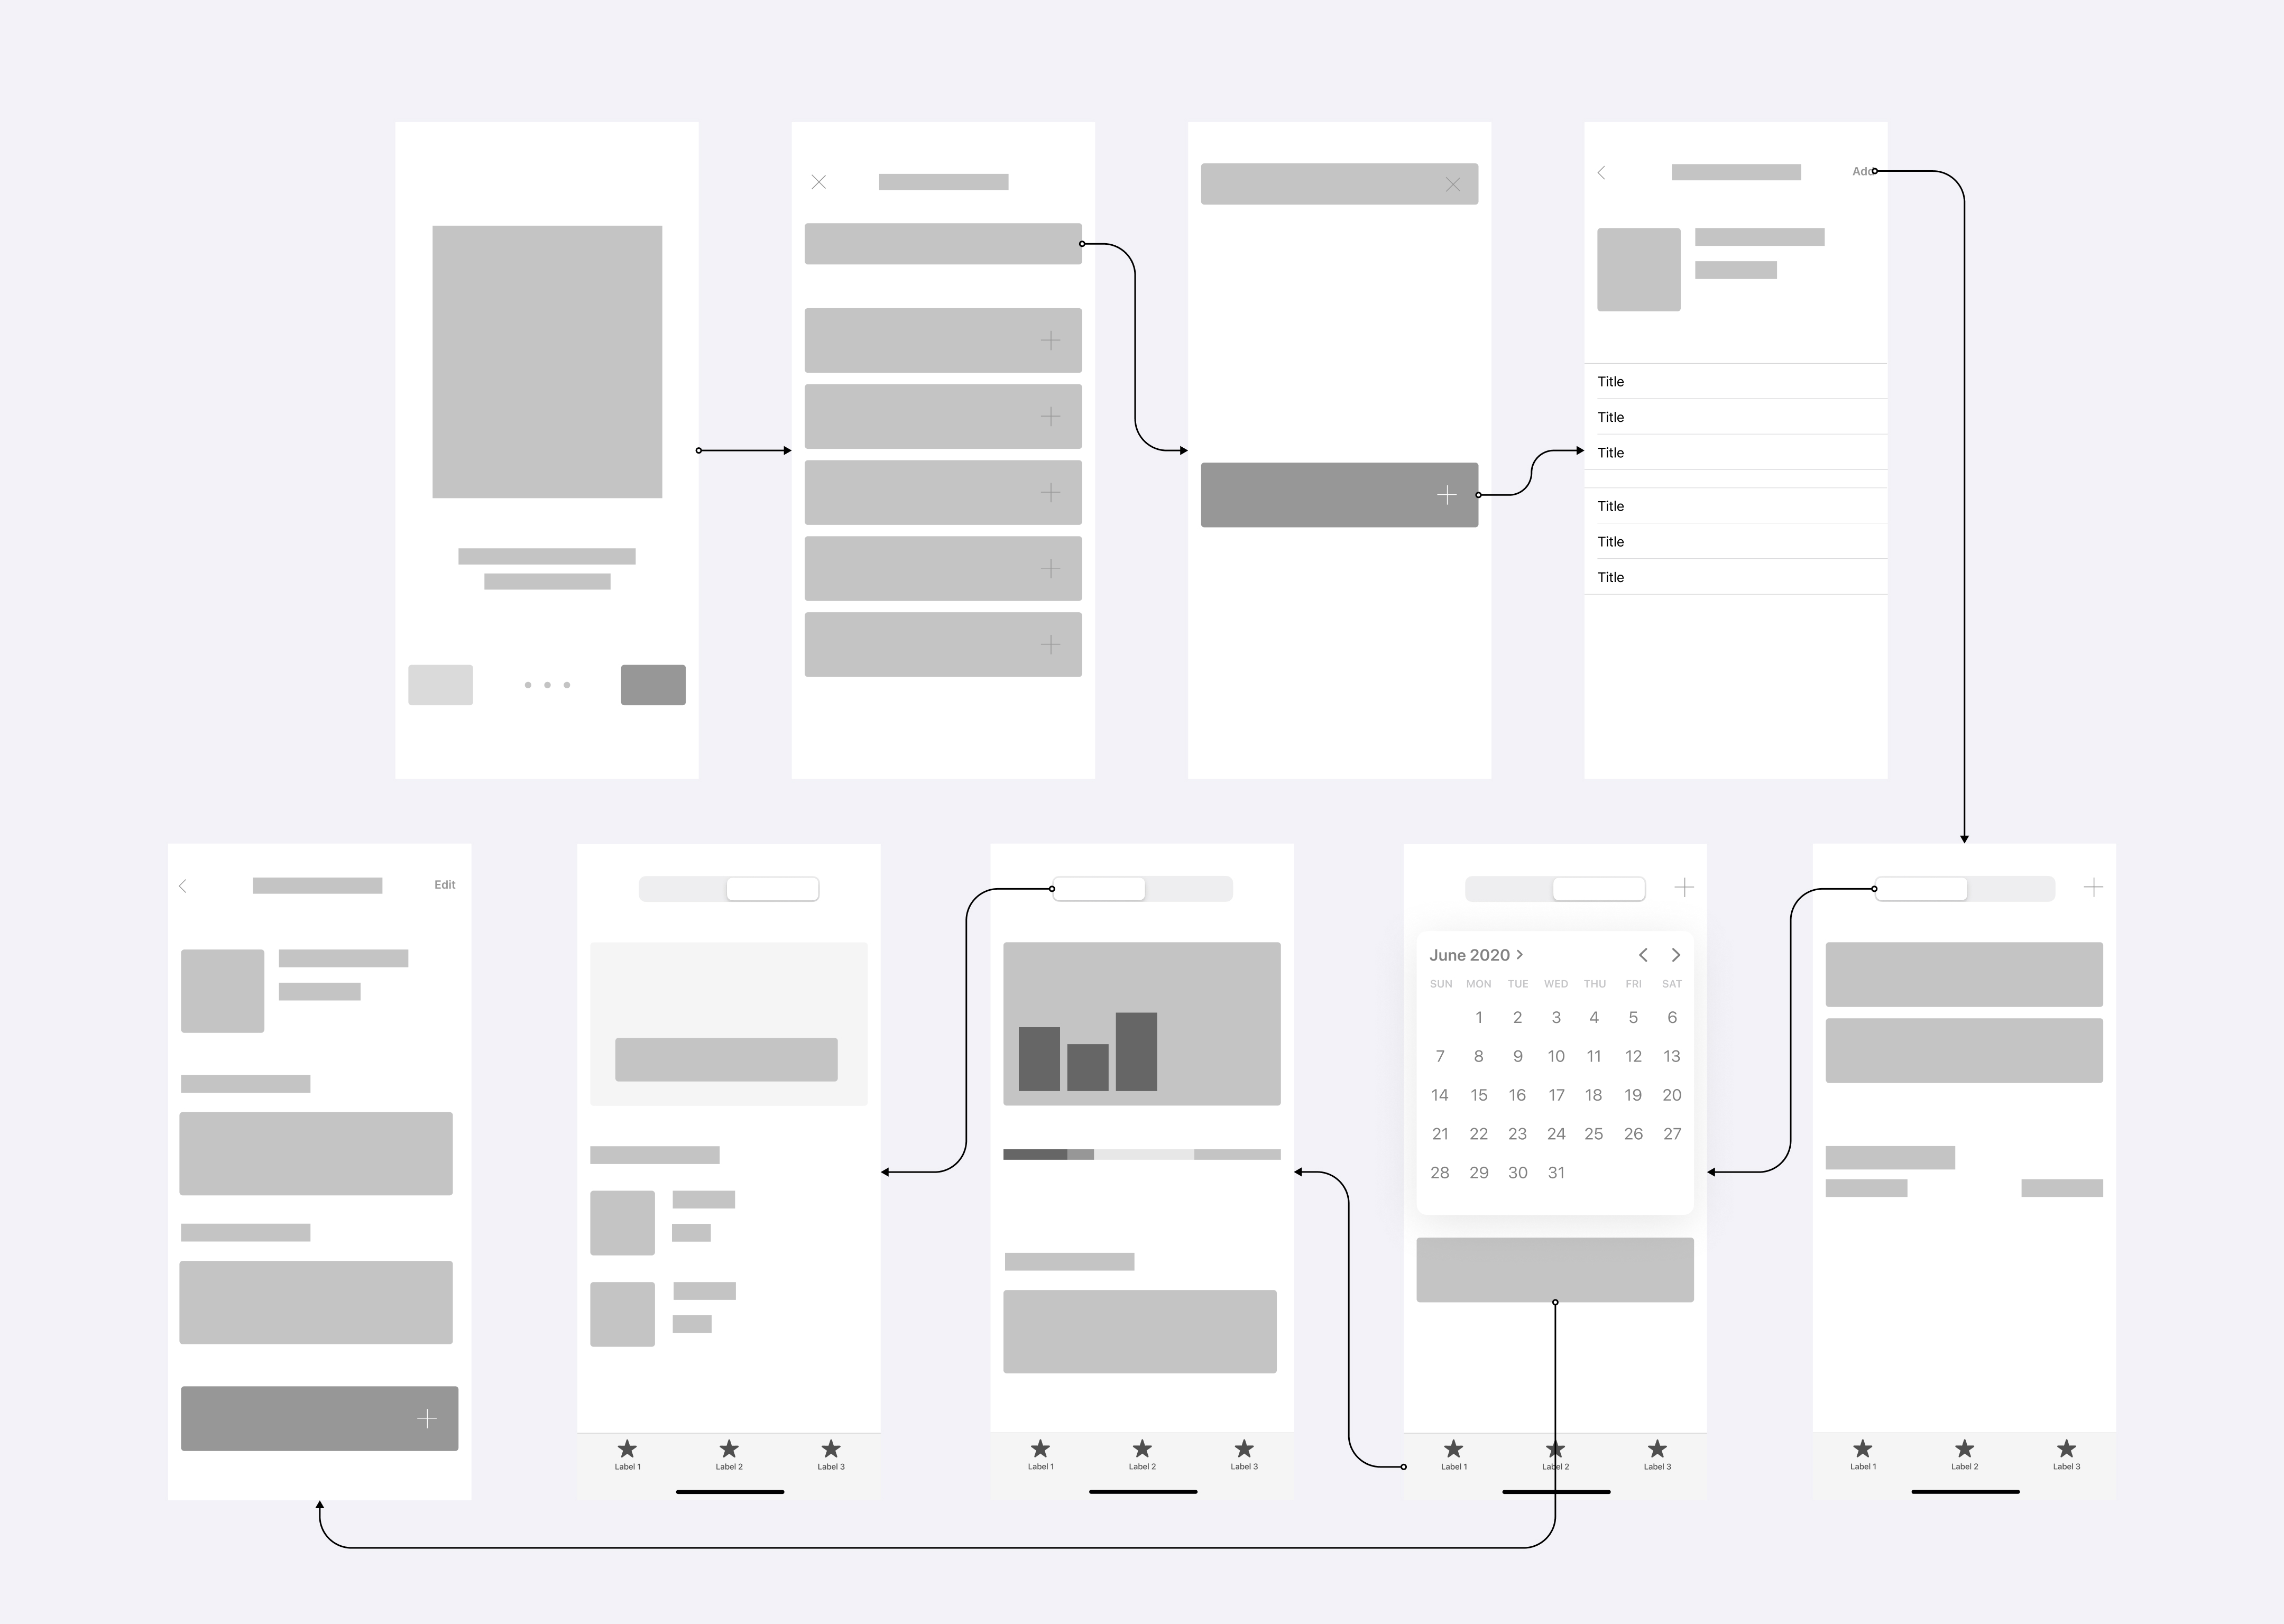 Add
Title
Title
Title
Title
Title
Title
Edit
June 2020
SUN MON TUE WED THU FRI SAT
1 2 3 4 5 6
7 8 9 10 11 12 13
14 15 16 17 18 19 20
21 22 23 24 25 26 27
28 29 30 31
Label 1 Label 2 Label 3
Label 1 Label 2 Label 3
Label 1 Label 2 Label 3
Label 1 Label 2 Label 3